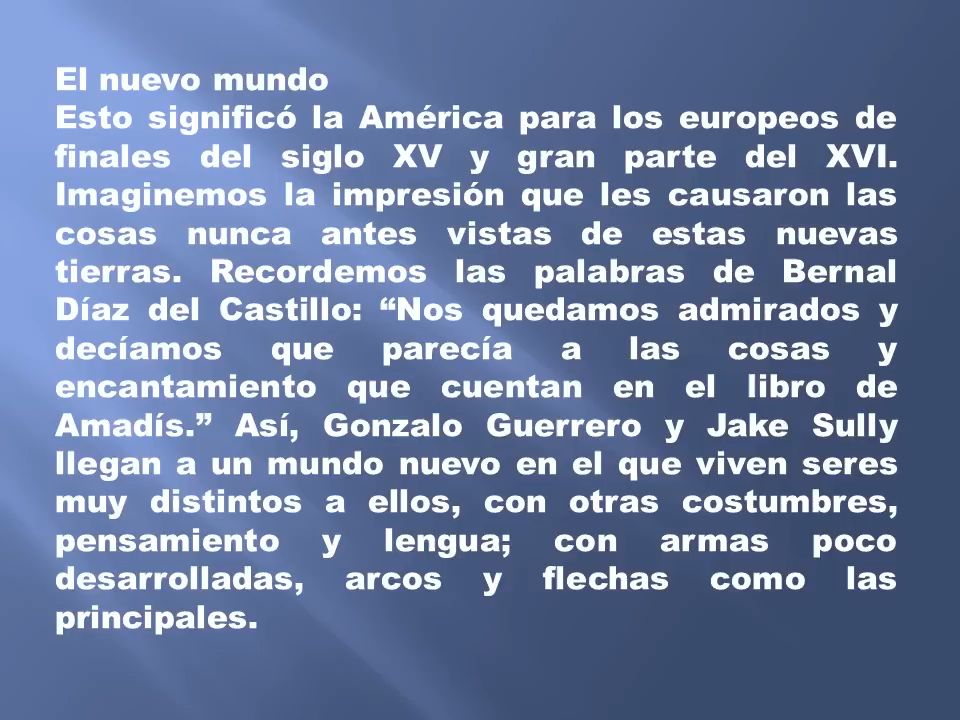 El nuevo mundo
Esto significó la América para los europeos de
finales del siglo XV y gran parte del XVI.
Imaginemos la impresión que les causaron las
cosas nunca antes vistas de estas nuevas
tierras. Recordemos las palabras de Bernal
Díaz del Castillo: “Nos quedamos admirados y
decíamos que parecía a las cosas y
encantamiento que cuentan en el libro de
Amadís.” Así, Gonzalo Guerrero y Jake Sully
llegan a un mundo nuevo en el que viven seres
muy distintos a ellos, con otras costumbres,
pensamiento y lengua; con armas poco
desarrolladas, arcos y flechas como las
principales.